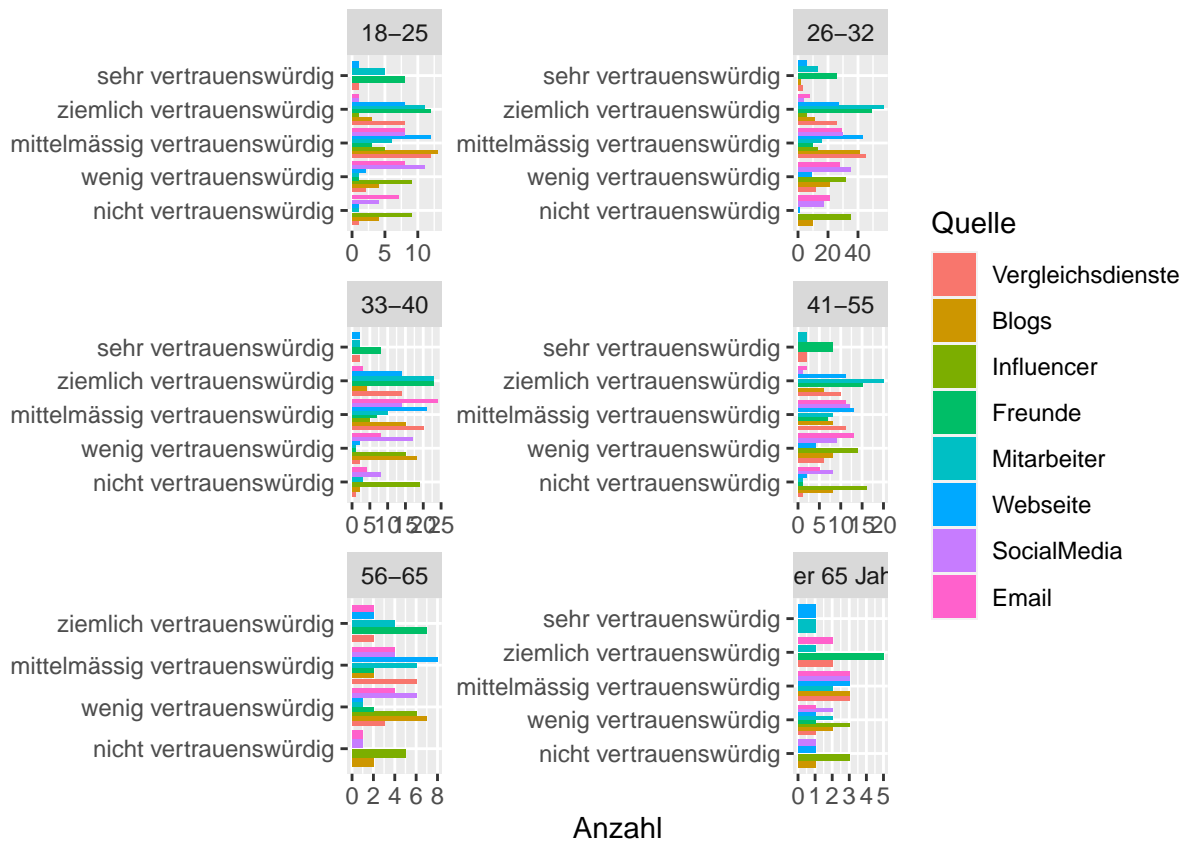 18−25
sehr vertrauenswürdig
ziemlich vertrauenswürdig
mittelmässig vertrauenswürdig
wenig vertrauenswürdig
nicht vertrauenswürdig
0 5 10
26−32
sehr vertrauenswürdig
ziemlich vertrauenswürdig
mittelmässig vertrauenswürdig
wenig vertrauenswürdig
nicht vertrauenswürdig
0 20 40
33−40
sehr vertrauenswürdig
ziemlich vertrauenswürdig
mittelmässig vertrauenswürdig
wenig vertrauenswürdig
nicht vertrauenswürdig
0 5 10 15 20 25
41−55
sehr vertrauenswürdig
ziemlich vertrauenswürdig
mittelmässig vertrauenswürdig
wenig vertrauenswürdig
nicht vertrauenswürdig
0 5 10 15 20
56−65
ziemlich vertrauenswürdig
mittelmässig vertrauenswürdig
wenig vertrauenswürdig
nicht vertrauenswürdig
0 2 4 6 8
er 65 Jah
sehr vertrauenswürdig
ziemlich vertrauenswürdig
mittelmässig vertrauenswürdig
wenig vertrauenswürdig
nicht vertrauenswürdig
0 1 2 3 4 5
Anzahl
Quelle
Vergleichsdienste
Blogs
Influencer
Freunde
Mitarbeiter
Webseite
SocialMedia
Email